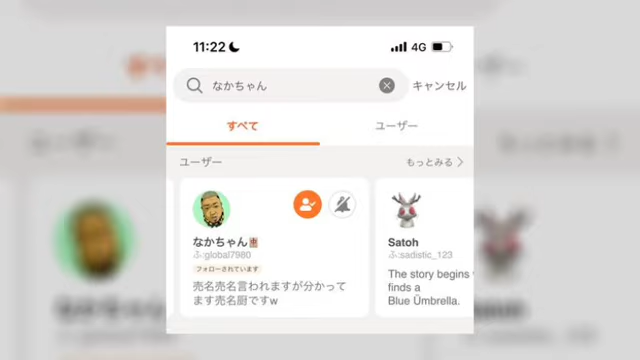 11:22
4G
なかちゃん
キャンセル
すべて
ユーザー
ユーザー
もっとみる
なかちゃん🀄
ふ:global7980
フォローされています
売名売名言われますが分かって
ます売名厨ですw
Satoh
ふ:sadistic_123
The story begins
finds a
Blue Ümbrella.